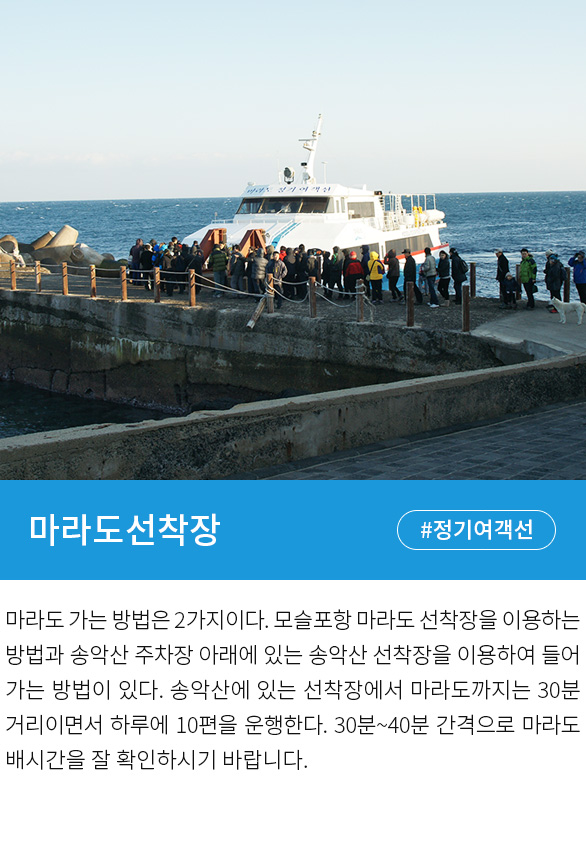 마라도 정기여객선
마라도선착장
#정기여객선
마라도 가는 방법은 2가지이다. 모슬포항 마라도 선착장을 이용하는
방법과 송악산 주차장 아래에 있는 송악산 선착장을 이용하여 들어
가는 방법이 있다. 송악산에 있는 선착장에서 마라도까지는 30분
거리이면서 하루에 10편을 운행한다. 30분~40분 간격으로 마라도
배시간을 잘 확인하시기 바랍니다.